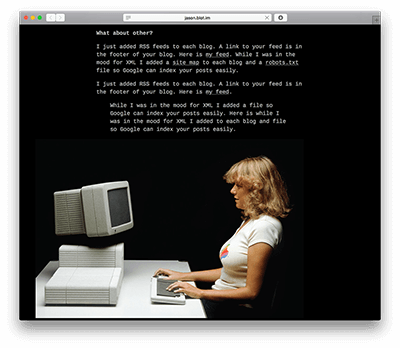 jason.blot.im
What about other?
I just added RSS feeds to each blog. A link to your feed is in
the footer of your blog. Here is my feed. While I was in the
mood for XML I added a site map to each blog and a robots.txt
file so Google can index your posts easily.
I just added RSS feeds to each blog. A link to your feed is in
the footer of your blog. Here is my feed.
While I was in the mood for XML I added a file so
Google can index your posts easily. Here is while I
was in the mood for XML I added to each blog and file
so Google can index your posts easily.